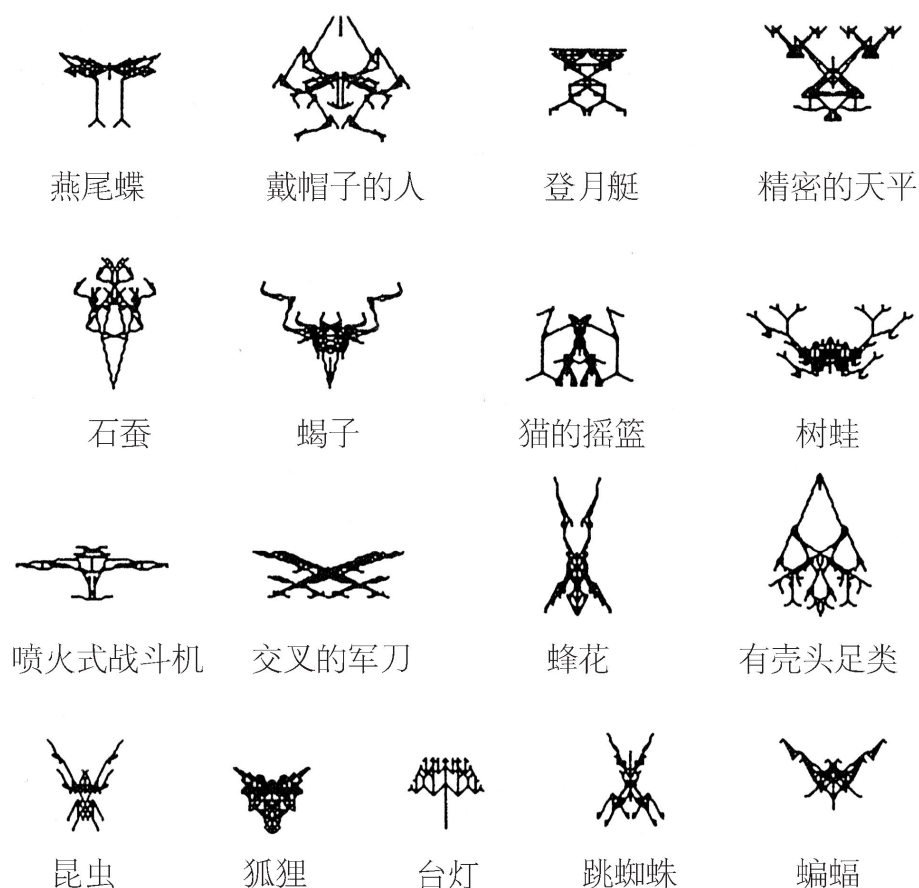 燕尾蝶 戴帽子的人 登月艇 精密的天平
石蚕 蝎子 猫的摇篮 树蛙
喷火式战斗机 交叉的军刀 蜂花 有壳头足类
昆虫 狐狸 台灯 跳蜘蛛 蝙蝠